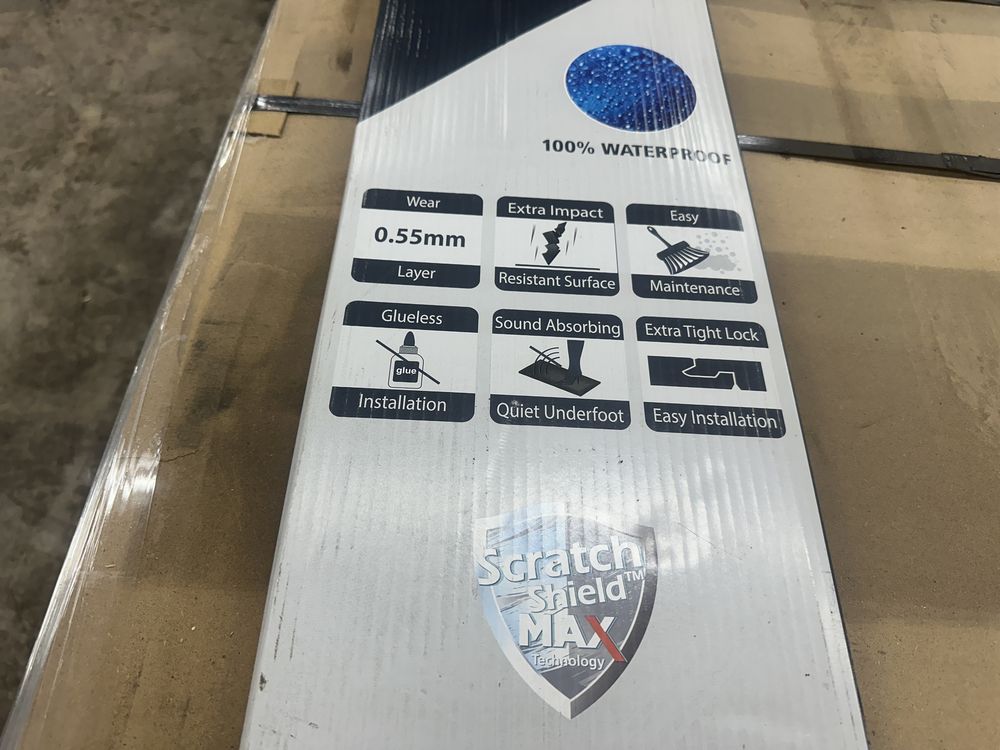 100% WATERPROOF
Wear
0.55mm
Layer
Extra Impact
Resistant Surface
Easy
Maintenance
Glueless
glue
Installation
Sound Absorbing
Quiet Underfoot
Extra Tight Lock
Easy Installation
Scratch
Shield™
MAX
Technology